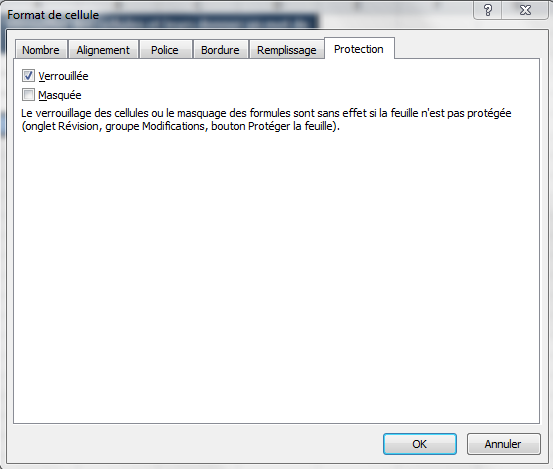 Format de cellule
Nombre Alignement Police Bordure Remplissage Protection
Verrouillée
Masquée
Le verrouillage des cellules ou le masquage des formules sont sans effet si la feuille n'est pas protégée
(onglet Révision, groupe Modifications, bouton Protéger la feuille).
OK Annuler